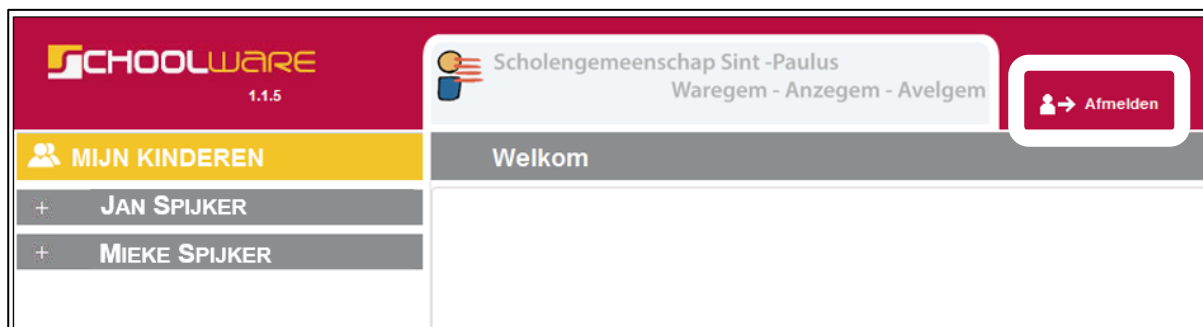 SCHOOLWARE
1.1.5
Scholengemeenschap Sint -Paulus
Waregem - Anzegem - Avelgem
Afmelden
MIJN KINDEREN
Welkom
+ JAN SPIJKER
+ MIEKE SPIJKER